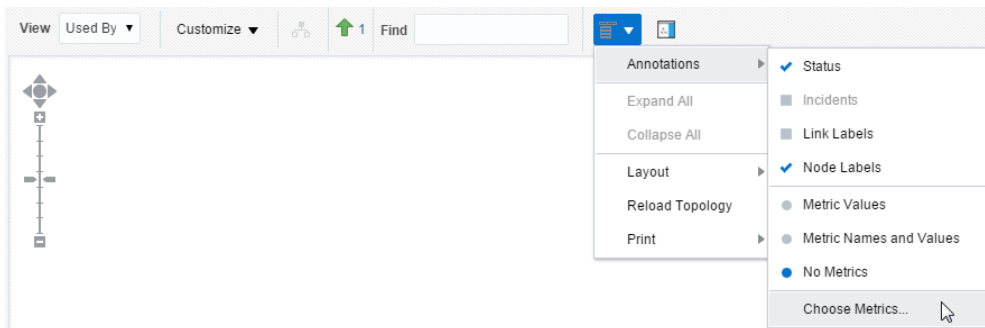 View Used By Customize 1 Find
Annotations
Expand All
Collapse All
Layout
Reload Topology
Print
Status
Incidents
Link Labels
Node Labels
Metric Values
Metric Names and Values
No Metrics
Choose Metrics...